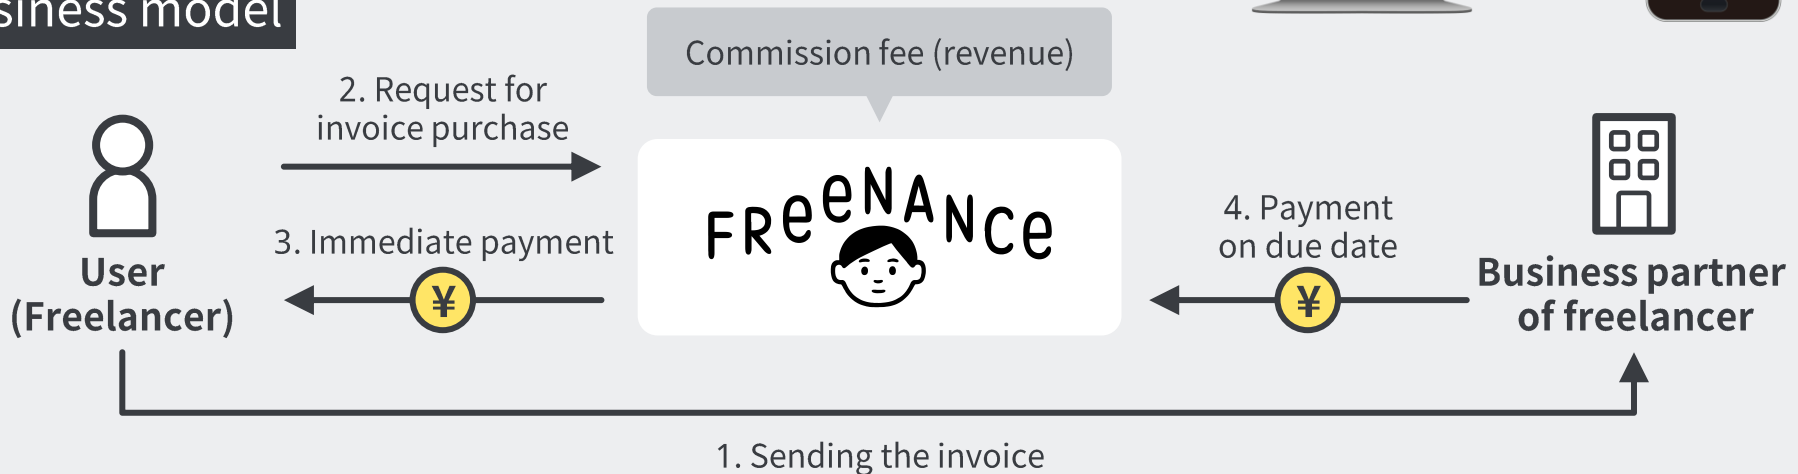 siness model
Commission fee (revenue)
2. Request for
invoice purchase
FReeNANce
3. Immediate payment
¥
4. Payment
on due date
¥
User
(Freelancer)
Business partner
of freelancer
1. Sending the invoice